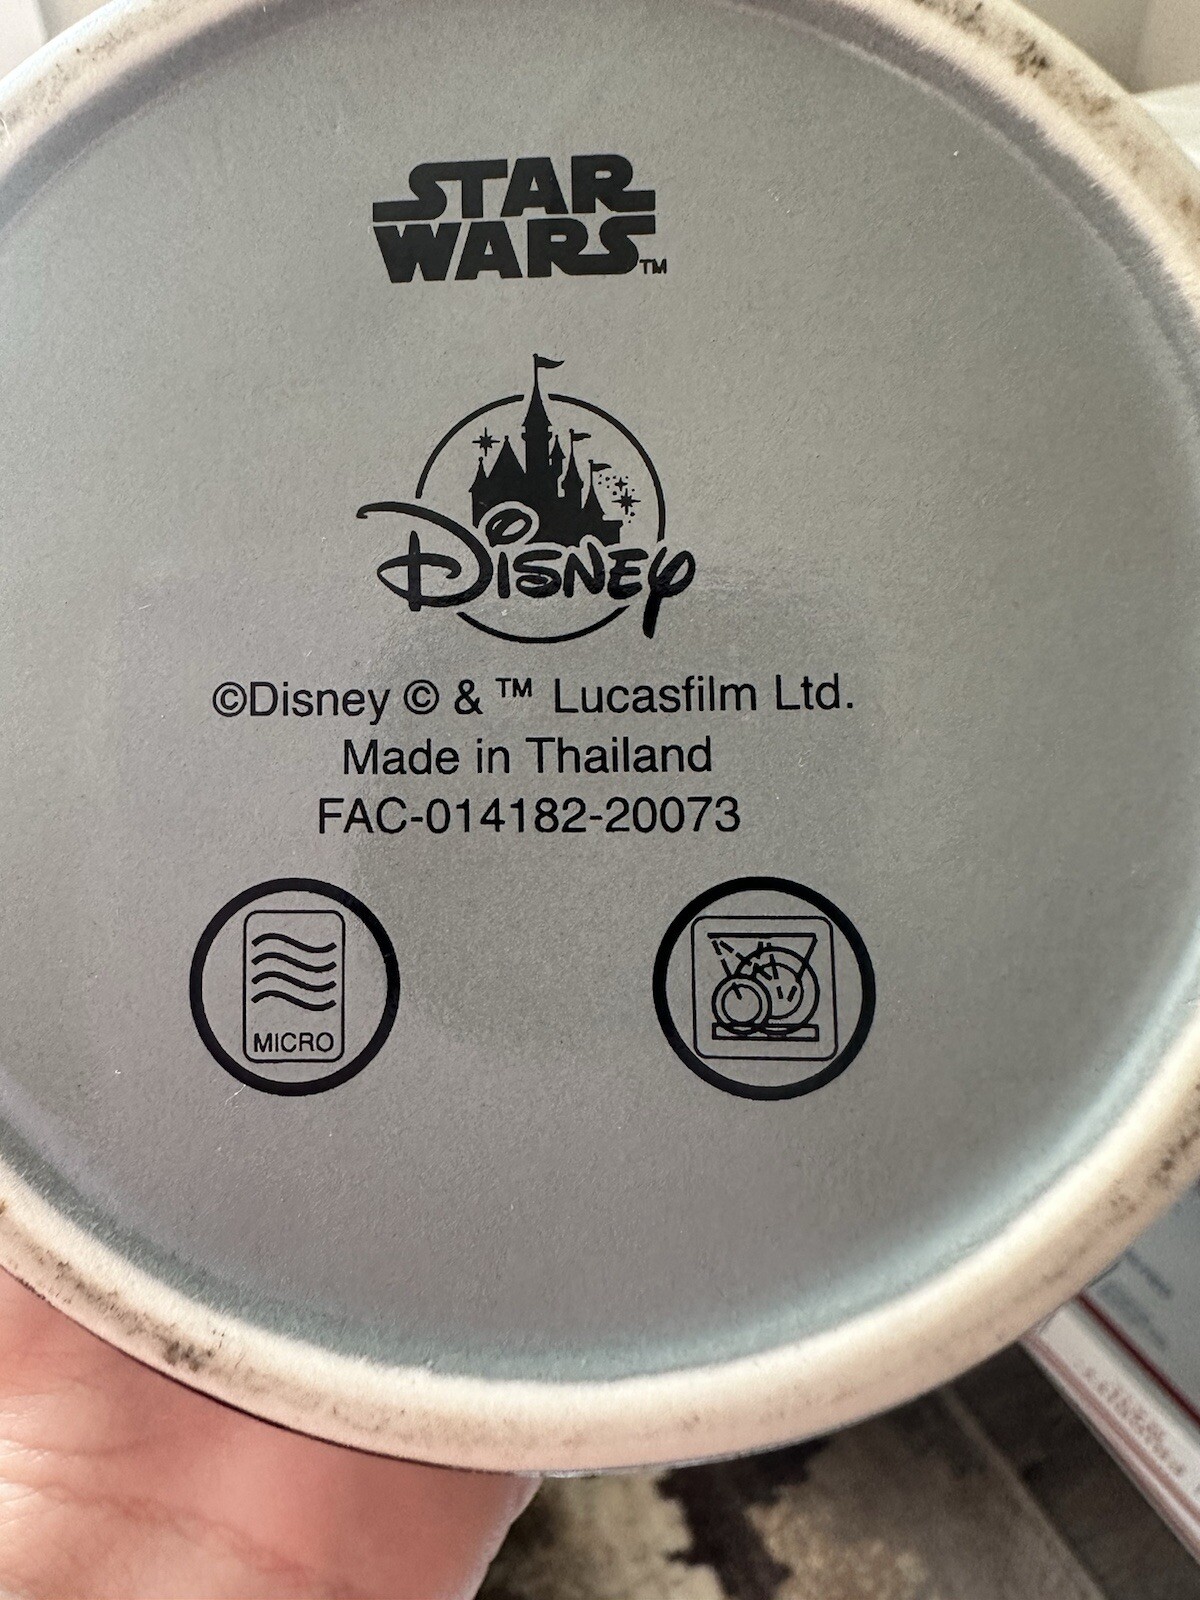 STAR
WARS™
Disney
©Disney © & ™ Lucasfilm Ltd.
Made in Thailand
FAC-014182-20073
MICRO